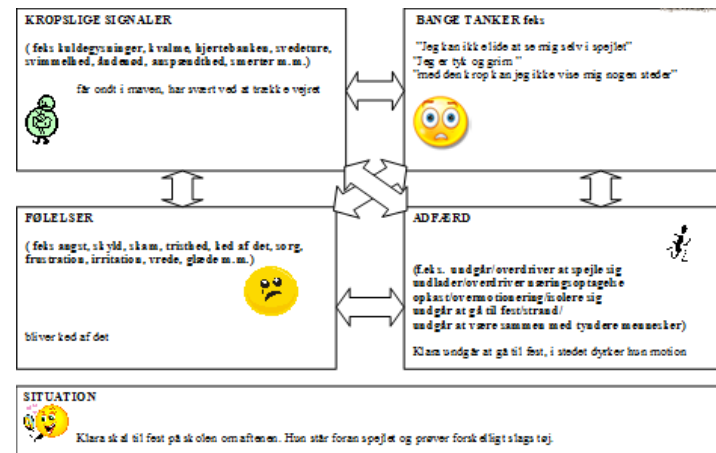 KROPSLIGE SIGNALER
( feks kuldegysninger, kvalme, hjertebanken, svedeture,
svimmelhed, åndenød, anspændthed, smerter m.m.)
får ondt i maven, har svært ved at trække vejret
BANGE TANKER feks
"Jeg kan ikke lide at se mig selv i spejlet"
"Jeg er tyk og grim "
"med den krop kan jeg ikke vise mig nogen steder"
FØLELSER
( feks angst, skyld, skam, tristhed, ked af det, sorg,
frustration, irritation, vrede, glæde m.m.)
bliver ked af det
ADFÆRD
(f.eks. undgår/overdriver at spejle sig
undlader/overdriver næringsoptagelse
opkast/overmotionering/isolere sig
undgår at gå til fest/strand/
undgår at være sammen med tyndere mennesker)
Klara undgår at gå til fest, i stedet dyrker hun motion
SITUATION
Klara skal til fest på skolen om aftenen. Hun står foran spejlet og prøver forskelligt slags tøj.